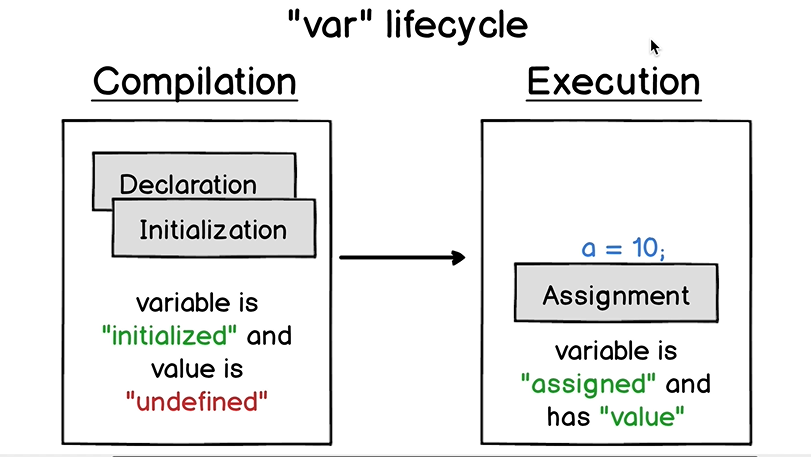 "var" lifecycle
Compilation
Execution
Declaration
Initialization
variable is
"initialized" and
value is
"undefined"
a = 10;
Assignment
variable is
"assigned" and
has "value"